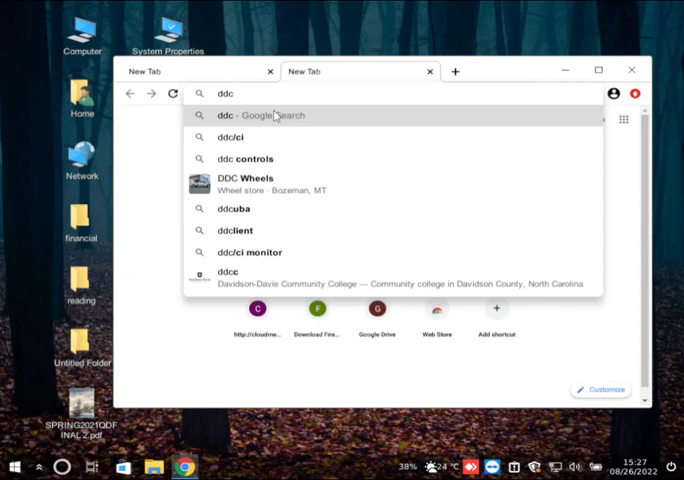 Computer
System Properties
Home
Network
financial
reading
Untitled Folder
SPRING2021QDF
INAL 2.pdf
New Tab
New Tab
ddc
ddc - Google Search
ddc/ci
ddc controls
DDC Wheels
Wheel store · Bozeman, MT
ddcuba
ddclient
ddc/ci monitor
ddcc
Davidson-Davie Community College — Community college in Davidson County, North Carolina
C
F
G
http://cloudme...
Download Fire...
Google Drive
Web Store
Add shortcut
Customize
38%
24 °C
15:27
08/26/2022